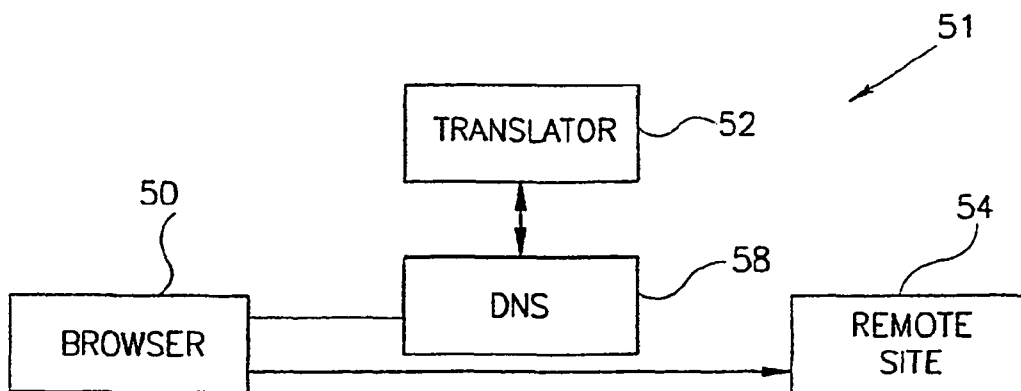 51
TRANSLATOR
52
50
54
58
DNS
BROWSER
REMOTE
SITE